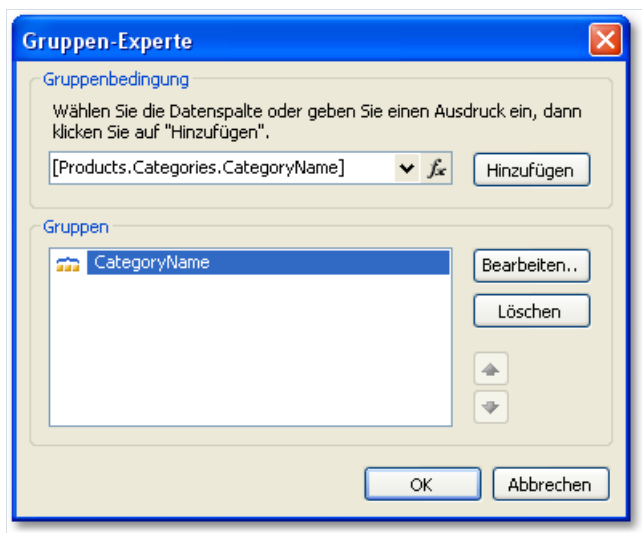 Gruppen-Experte
Gruppenbedingung
Wählen Sie die Datenspalte oder geben Sie einen Ausdruck ein, dann
klicken Sie auf "Hinzufügen".
[Products.Categories.CategoryName] fx Hinzufügen
Gruppen
CategoryName
Bearbeiten..
Löschen
OK Abbrechen